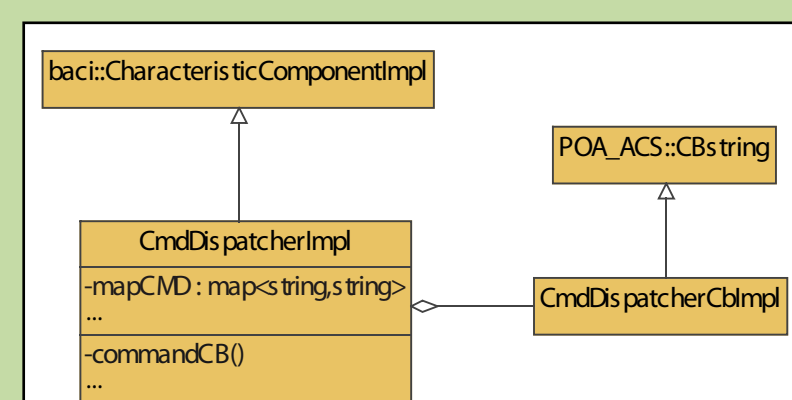 baci::CharacteristicComponentImpl
POA_ACS::CBstring
CmdDispatcherImpl
-mapCMD : map<string,string>
...
CmdDispatcherCbImpl
-commandCB()
...